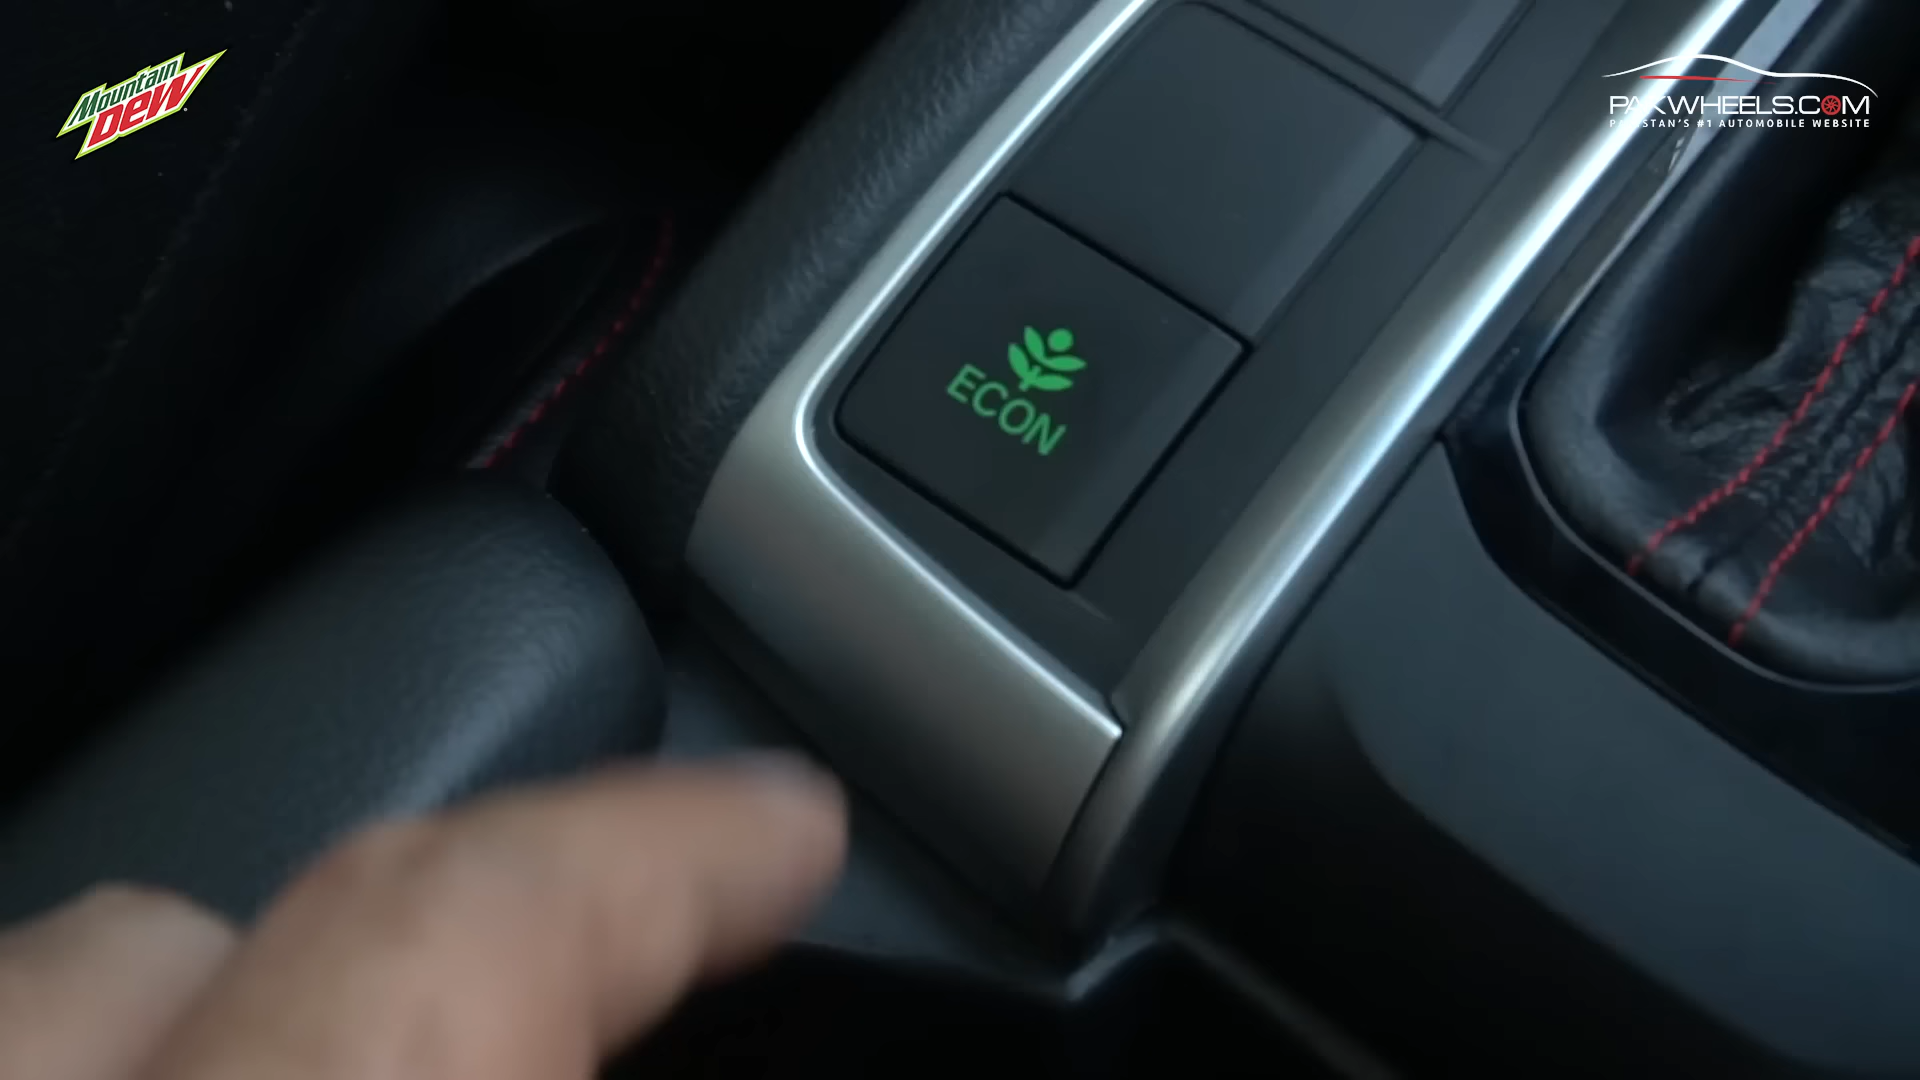 Mountain
Dew
PAKWHEELS.COM
PAKISTAN'S #1 AUTOMOBILE WEBSITE
ECON